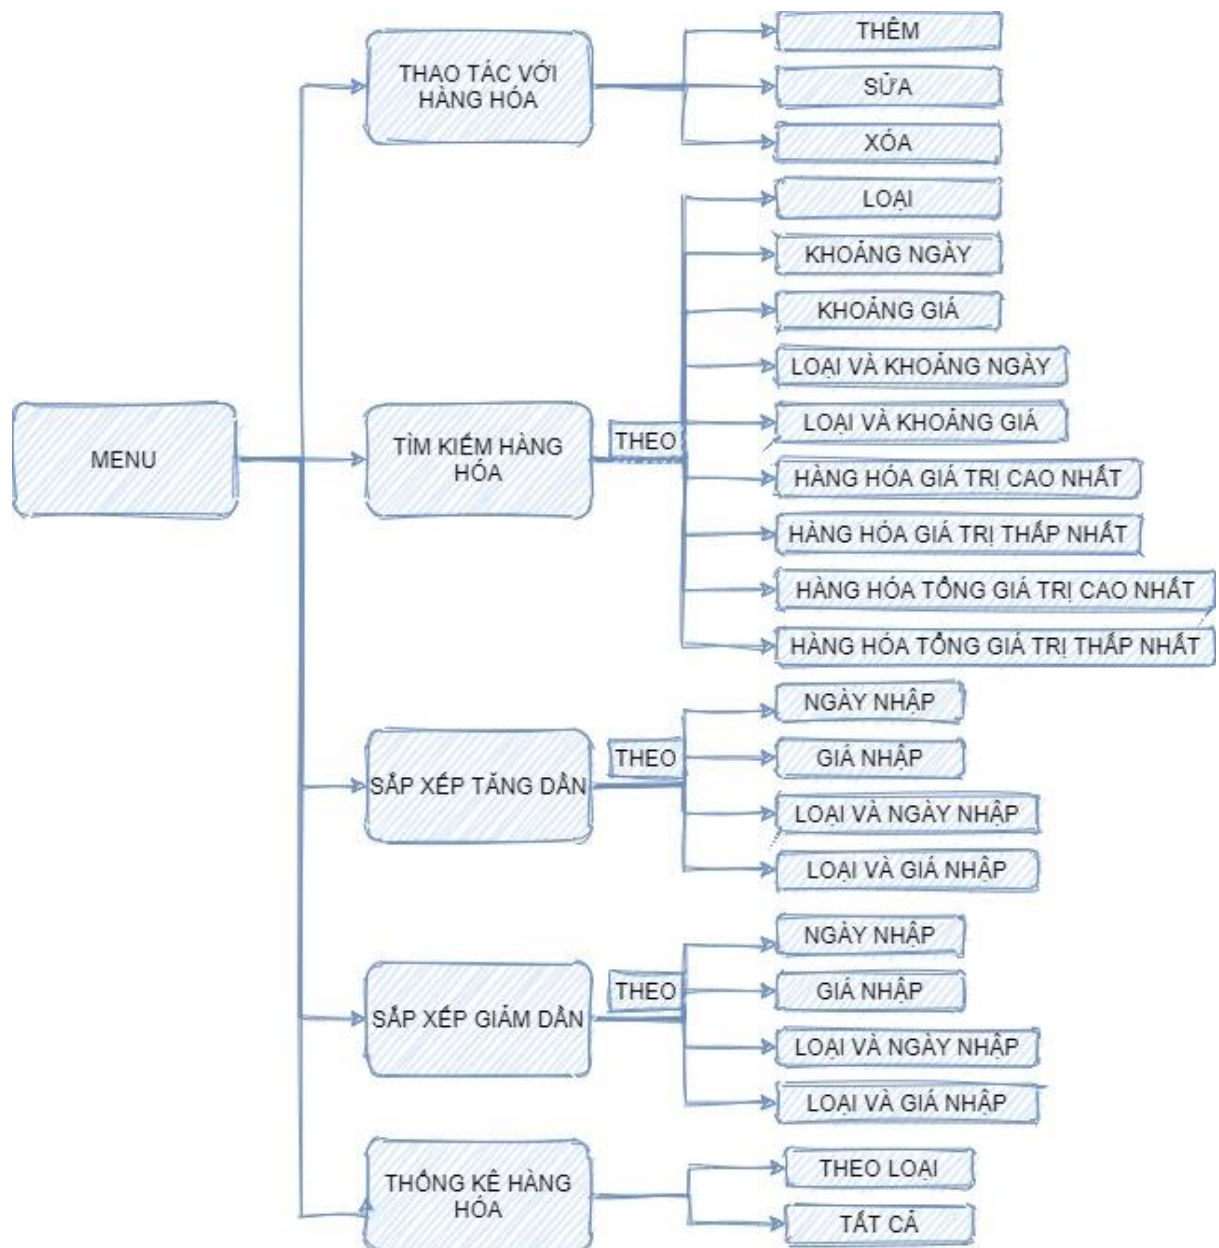 MENU
THAO TÁC VỚI
HÀNG HÓA
THÊM
SỬA
XÓA
TÌM KIẾM HÀNG
HÓA
THEO
LOẠI
KHOẢNG NGÀY
KHOẢNG GIÁ
LOẠI VÀ KHOẢNG NGÀY
LOẠI VÀ KHOẢNG GIÁ
HÀNG HÓA GIÁ TRỊ CAO NHẤT
HÀNG HÓA GIÁ TRỊ THẤP NHẤT
HÀNG HÓA TỔNG GIÁ TRỊ CAO NHẤT
HÀNG HÓA TỔNG GIÁ TRỊ THẤP NHẤT
SẮP XẾP TĂNG DẦN
THEO
NGÀY NHẬP
GIÁ NHẬP
LOẠI VÀ NGÀY NHẬP
LOẠI VÀ GIÁ NHẬP
SẮP XẾP GIẢM DẦN
THEO
NGÀY NHẬP
GIÁ NHẬP
LOẠI VÀ NGÀY NHẬP
LOẠI VÀ GIÁ NHẬP
THỐNG KÊ HÀNG
HÓA
THEO LOẠI
TẤT CẢ